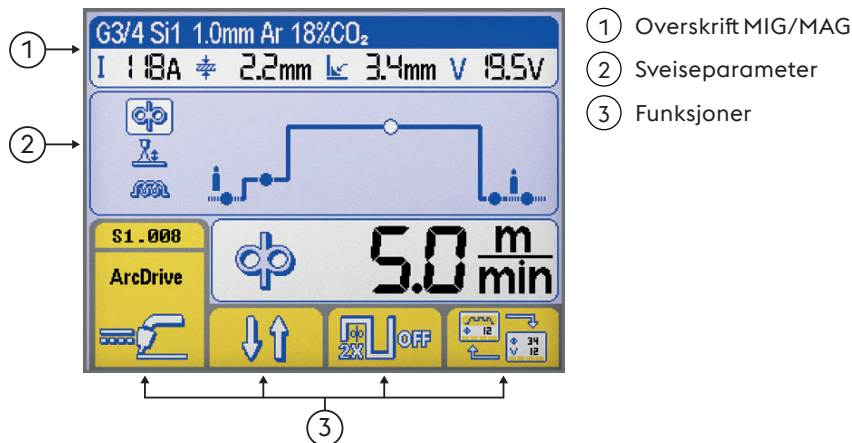 G3/4 Si1 1.0mm Ar 18%CO₂
I 118A 2.2mm 3.4mm V 19.5V
S1.008
ArcDrive
5.0 m/min
2X OFF
12
34
V 12
1 Overskrift MIG/MAG
2 Sveiseparameter
3 Funksjoner
1
2
3